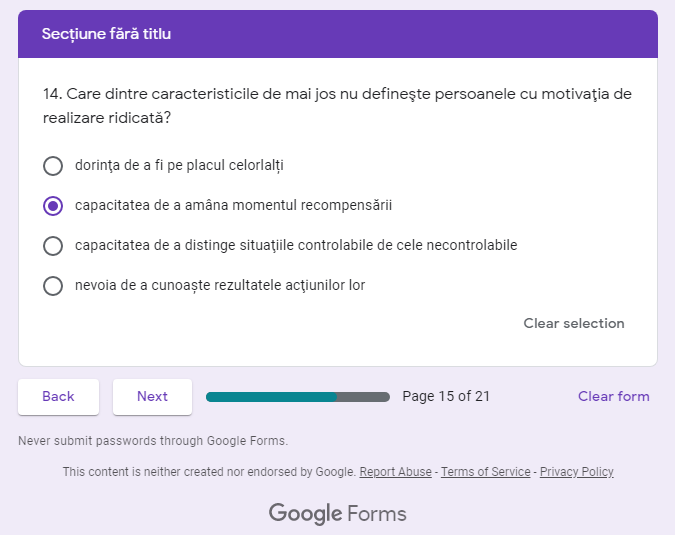 Secțiune fără titlu
14. Care dintre caracteristicile de mai jos nu defineşte persoanele cu motivaţia de
realizare ridicată?
dorinţa de a fi pe placul celorlalți
capacitatea de a amâna momentul recompensării
capacitatea de a distinge situaţiile controlabile de cele necontrolabile
nevoia de a cunoaște rezultatele acţiunilor lor
Clear selection
Back Next Page 15 of 21 Clear form
Never submit passwords through Google Forms.
This content is neither created nor endorsed by Google. Report Abuse - Terms of Service - Privacy Policy
Google Forms